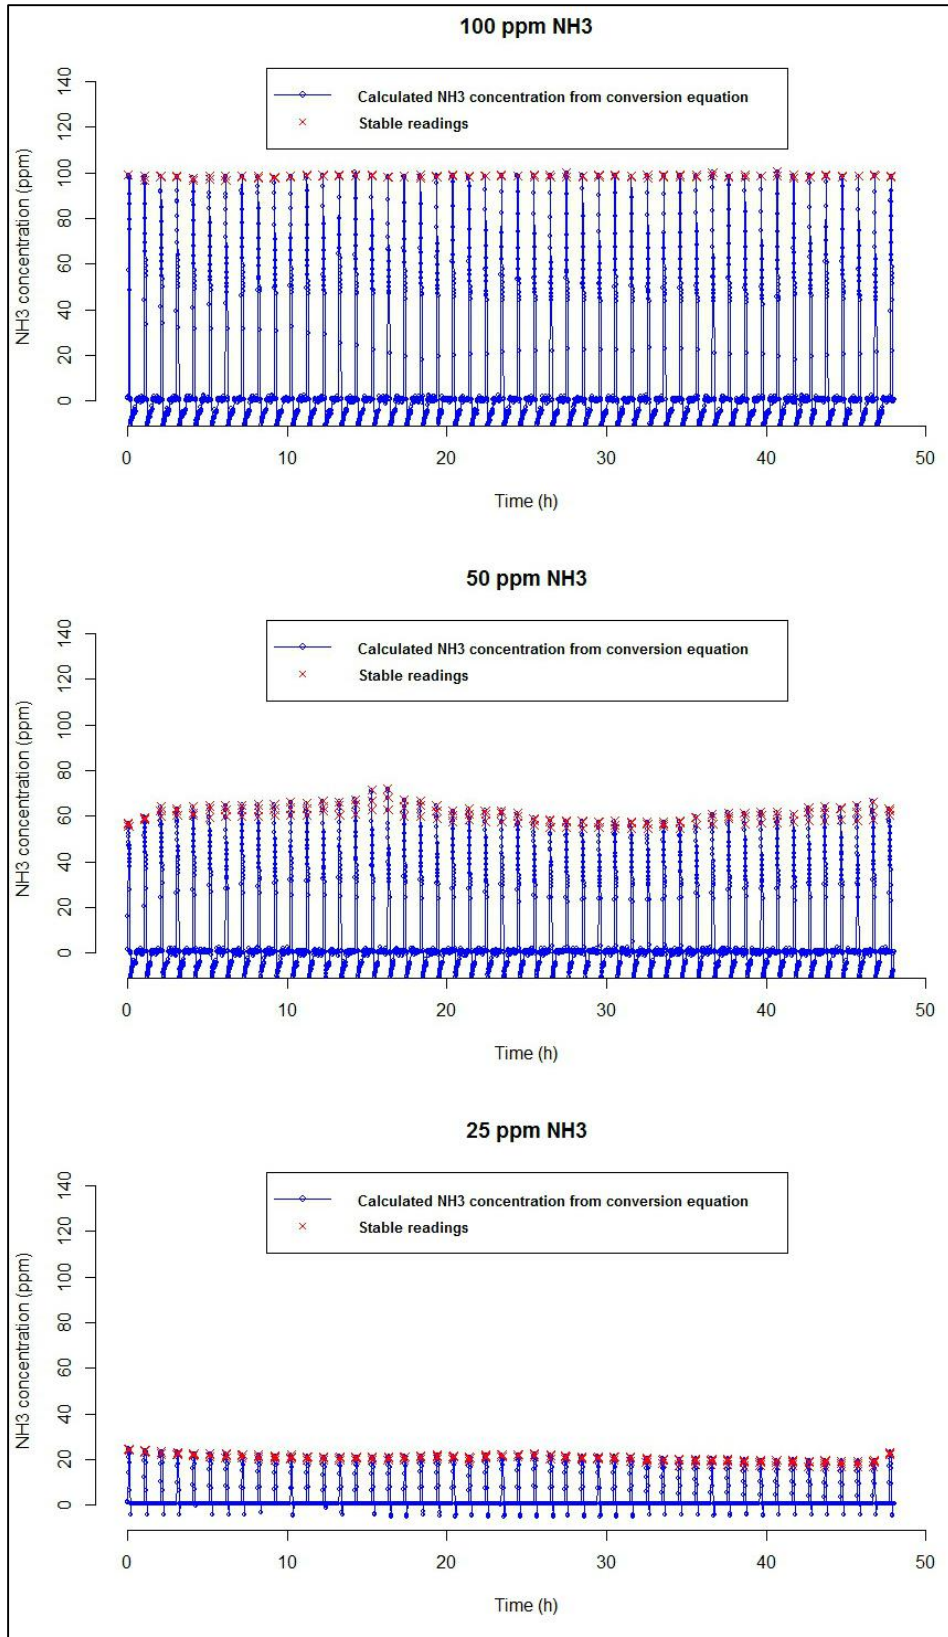 100 ppm NH3
Calculated NH3 concentration from conversion equation
Stable readings
NH3 concentration (ppm)
140
120
100
80
60
40
20
0
0 10 20 30 40 50
Time (h)
50 ppm NH3
Calculated NH3 concentration from conversion equation
Stable readings
NH3 concentration (ppm)
140
120
100
80
60
40
20
0
0 10 20 30 40 50
Time (h)
25 ppm NH3
Calculated NH3 concentration from conversion equation
Stable readings
NH3 concentration (ppm)
140
120
100
80
60
40
20
0
0 10 20 30 40 50
Time (h)